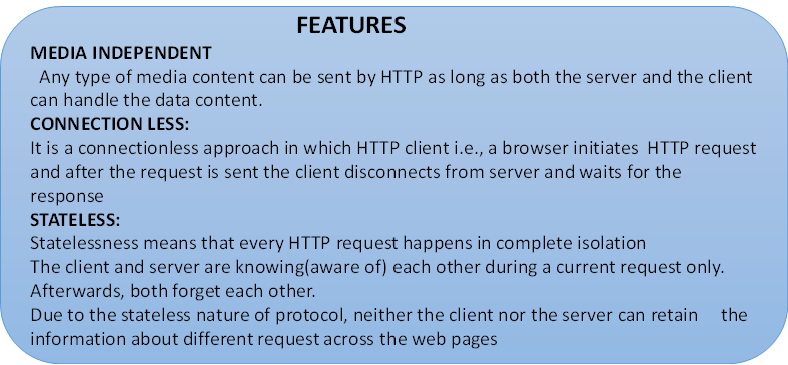 FEATURES
MEDIA INDEPENDENT
Any type of media content can be sent by HTTP as long as both the server and the client
can handle the data content.
CONNECTION LESS:
It is a connectionless approach in which HTTP client i.e., a browser initiates HTTP request
and after the request is sent the client disconnects from server and waits for the
response
STATELESS:
Statelessness means that every HTTP request happens in complete isolation
The client and server are knowing(aware of) each other during a current request only.
Afterwards, both forget each other.
Due to the stateless nature of protocol, neither the client nor the server can retain the
information about different request across the web pages